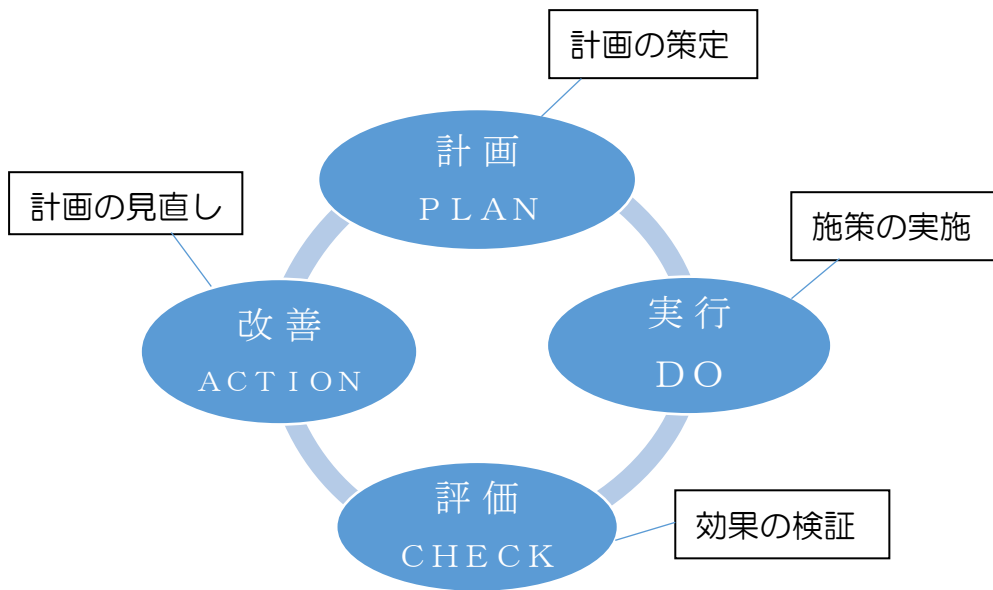 計画の策定
計画
ＰＬＡＮ
計画の見直し
施策の実施
改善
ＡＣＴＩＯＮ
実行
ＤＯ
評価
ＣＨＥＣＫ
効果の検証